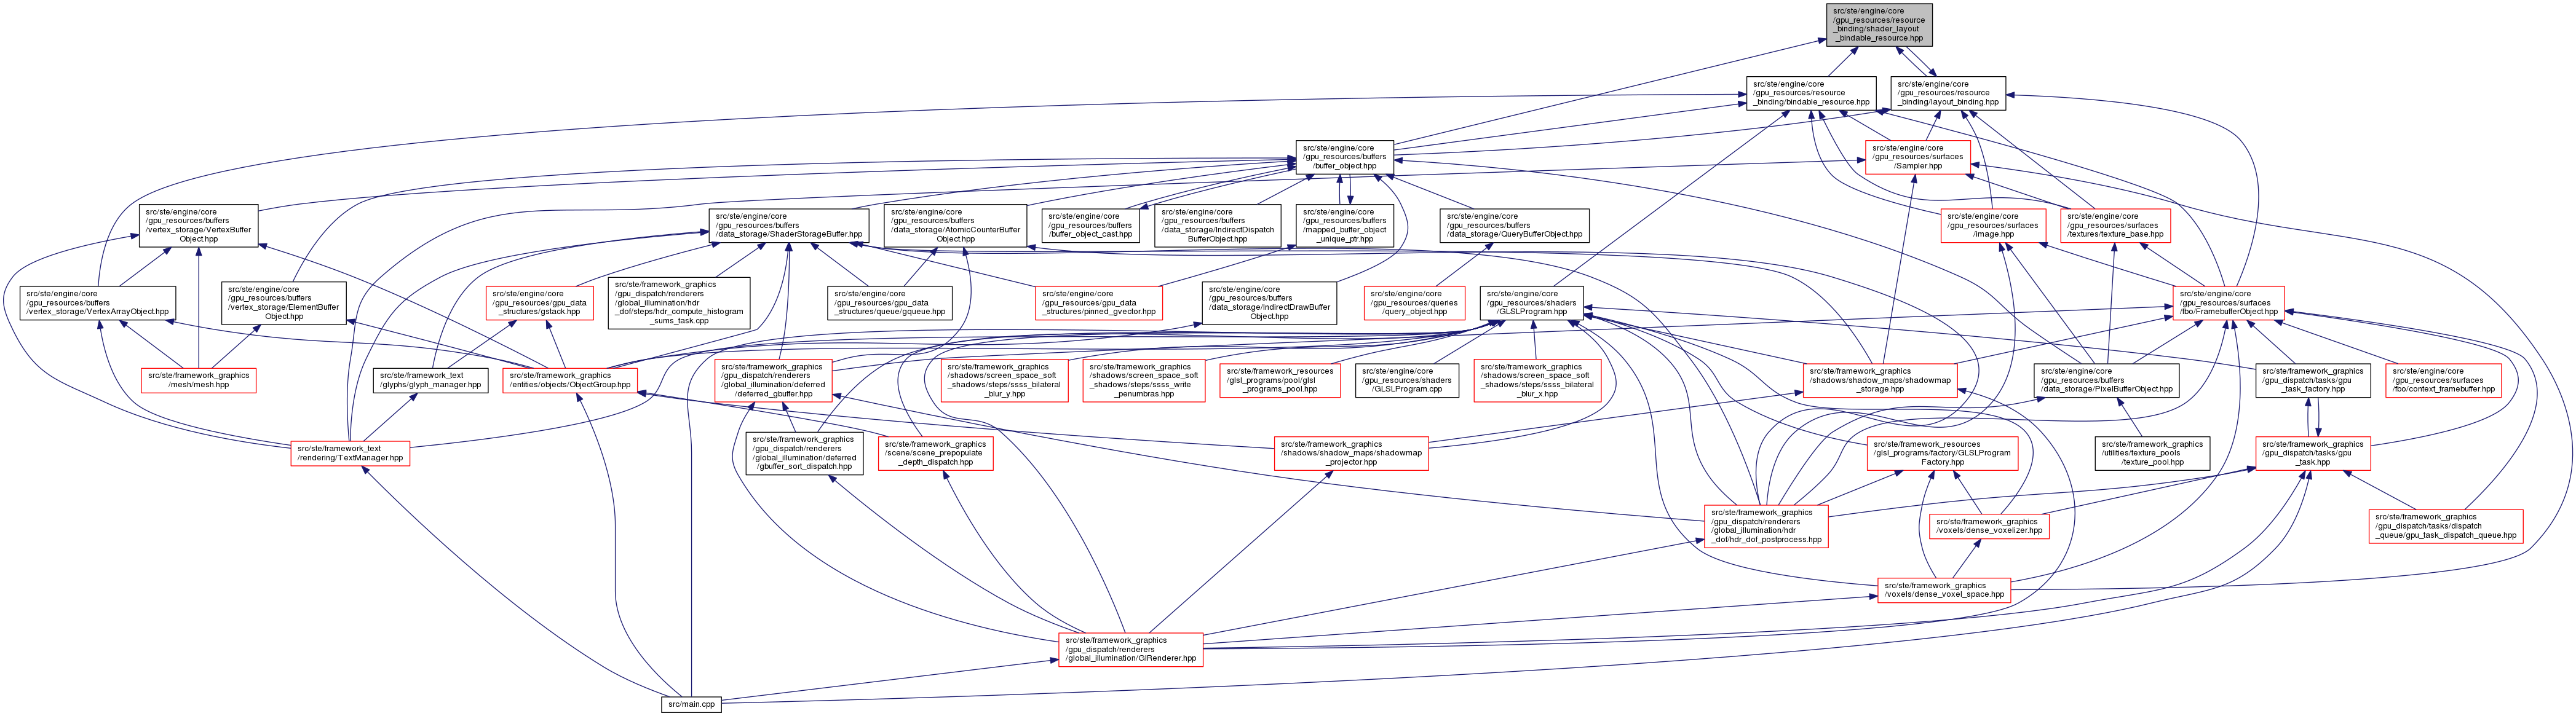 src/ste/engine/core
/gpu_resources/resource
_binding/shader_layout
_bindable_resource.hpp
src/ste/engine/core
/gpu_resources/resource
_binding/bindable_resource.hpp
src/ste/engine/core
/gpu_resources/resource
_binding/layout_binding.hpp
src/ste/engine/core
/gpu_resources/buffers
/buffer_object.hpp
src/ste/engine/core
/gpu_resources/surfaces
/Sampler.hpp
src/ste/engine/core
/gpu_resources/buffers
/vertex_storage/VertexBuffer
Object.hpp
src/ste/engine/core
/gpu_resources/buffers
/data_storage/ShaderStorageBuffer.hpp
src/ste/engine/core
/gpu_resources/buffers
/data_storage/AtomicCounterBuffer
Object.hpp
src/ste/engine/core
/gpu_resources/buffers
/buffer_object_cast.hpp
src/ste/engine/core
/gpu_resources/buffers
/data_storage/IndirectDispatch
BufferObject.hpp
src/ste/engine/core
/gpu_resources/buffers
/mapped_buffer_object
_unique_ptr.hpp
src/ste/engine/core
/gpu_resources/buffers
/data_storage/QueryBufferObject.hpp
src/ste/engine/core
/gpu_resources/surfaces
/image.hpp
src/ste/engine/core
/gpu_resources/surfaces
/textures/texture_base.hpp
src/ste/engine/core
/gpu_resources/buffers
/vertex_storage/VertexArrayObject.hpp
src/ste/engine/core
/gpu_resources/buffers
/vertex_storage/ElementBuffer
Object.hpp
src/ste/engine/core
/gpu_resources/gpu_data
_structures/gstack.hpp
src/ste/framework_graphics
/gpu_dispatch/renderers
/global_illumination/hdr
_dof/steps/hdr_compute_histogram
_sums_task.cpp
src/ste/engine/core
/gpu_resources/gpu_data
_structures/queue/gqueue.hpp
src/ste/engine/core
/gpu_resources/gpu_data
_structures/pinned_gvector.hpp
src/ste/engine/core
/gpu_resources/buffers
/data_storage/IndirectDrawBuffer
Object.hpp
src/ste/engine/core
/gpu_resources/queries
/query_object.hpp
src/ste/engine/core
/gpu_resources/shaders
/GLSLProgram.hpp
src/ste/engine/core
/gpu_resources/surfaces
/fbo/FramebufferObject.hpp
src/ste/framework_graphics
/mesh/mesh.hpp
src/ste/framework_text
/glyphs/glyph_manager.hpp
src/ste/framework_graphics
/entities/objects/ObjectGroup.hpp
src/ste/framework_graphics
/gpu_dispatch/renderers
/global_illumination/deferred
/deferred_gbuffer.hpp
src/ste/framework_graphics
/shadows/screen_space_soft
_shadows/steps/ssss_bilateral
_blur_y.hpp
src/ste/framework_graphics
/shadows/screen_space_soft
_shadows/steps/ssss_write
_penumbras.hpp
src/ste/framework_resources
/glsl_programs/pool/glsl
_programs_pool.hpp
src/ste/engine/core
/gpu_resources/shaders
/GLSLProgram.cpp
src/ste/framework_graphics
/shadows/screen_space_soft
_shadows/steps/ssss_bilateral
_blur_x.hpp
src/ste/framework_graphics
/shadows/shadow_maps/shadowmap
_storage.hpp
src/ste/engine/core
/gpu_resources/buffers
/data_storage/PixelBufferObject.hpp
src/ste/framework_graphics
/gpu_dispatch/tasks/gpu
_task_factory.hpp
src/ste/engine/core
/gpu_resources/surfaces
/fbo/context_framebuffer.hpp
src/ste/framework_text
/rendering/TextManager.hpp
src/ste/framework_graphics
/gpu_dispatch/renderers
/global_illumination/deferred
/gbuffer_sort_dispatch.hpp
src/ste/framework_graphics
/scene/scene_prepopulate
_depth_dispatch.hpp
src/ste/framework_graphics
/shadows/shadow_maps/shadowmap
_projector.hpp
src/ste/framework_resources
/glsl_programs/factory/GLSLProgram
Factory.hpp
src/ste/framework_graphics
/utilities/texture_pools
/texture_pool.hpp
src/ste/framework_graphics
/gpu_dispatch/tasks/gpu
_task.hpp
src/ste/framework_graphics
/gpu_dispatch/renderers
/global_illumination/hdr
_dof/hdr_dof_postprocess.hpp
src/ste/framework_graphics
/voxels/dense_voxelizer.hpp
src/ste/framework_graphics
/gpu_dispatch/tasks/dispatch
_queue/gpu_task_dispatch_queue.hpp
src/ste/framework_graphics
/voxels/dense_voxel_space.hpp
src/ste/framework_graphics
/gpu_dispatch/renderers
/global_illumination/GIRenderer.hpp
src/main.cpp